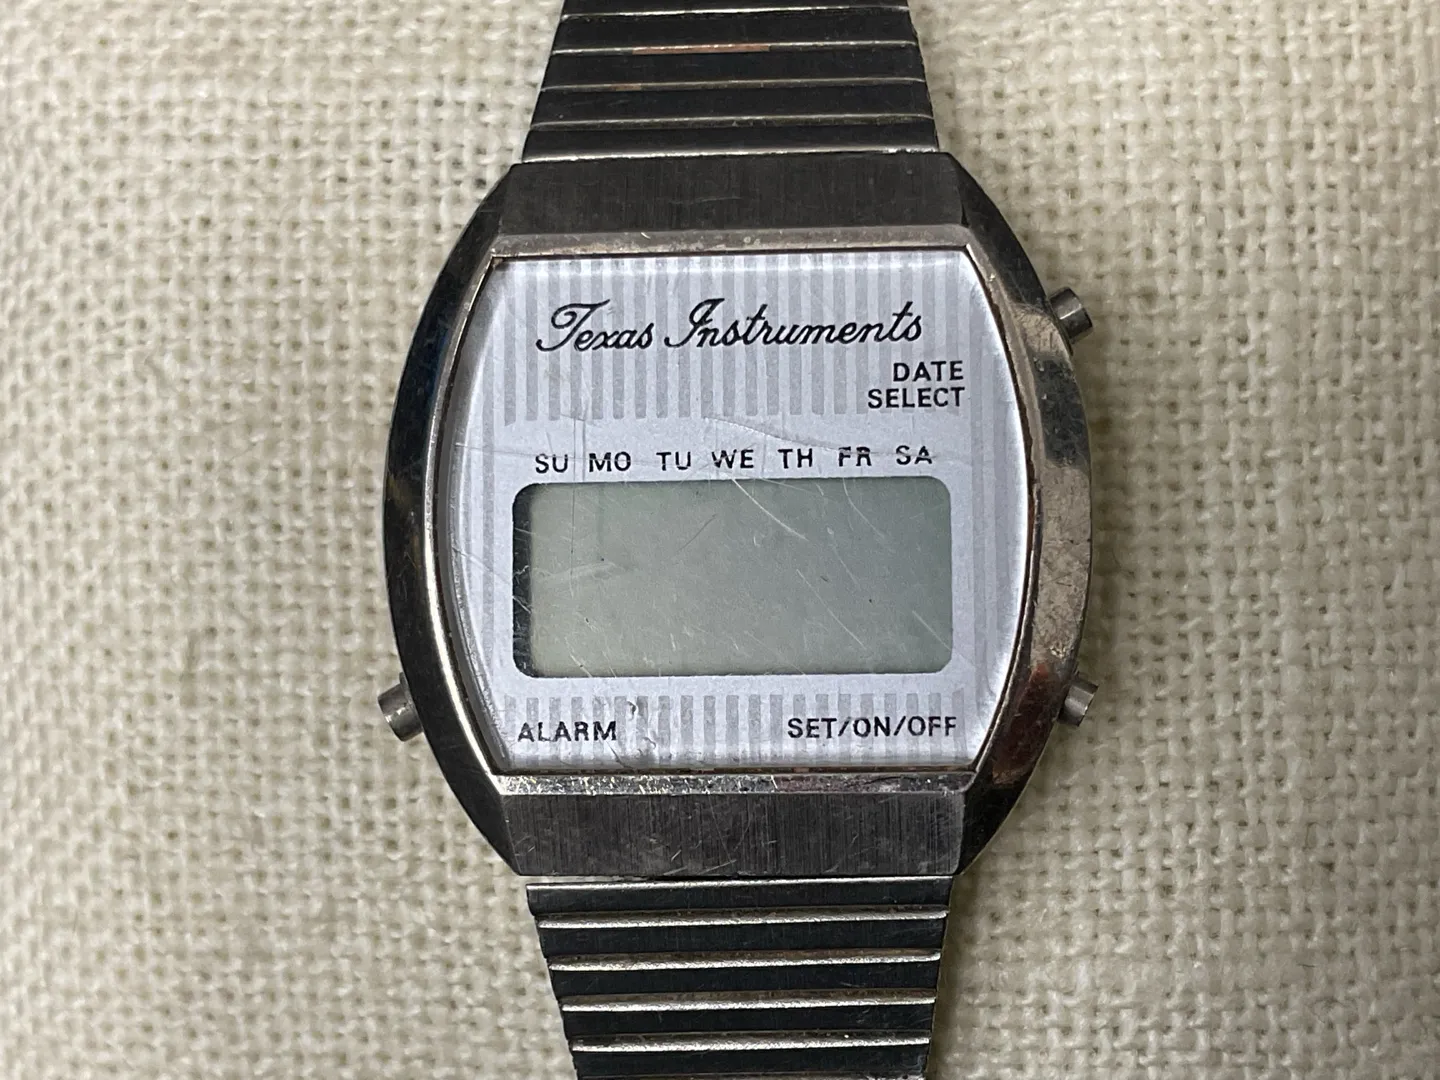 Texas Instruments
DATE
SELECT
SU MO TU WE TH FR SA
ALARM SET/ON/OFF